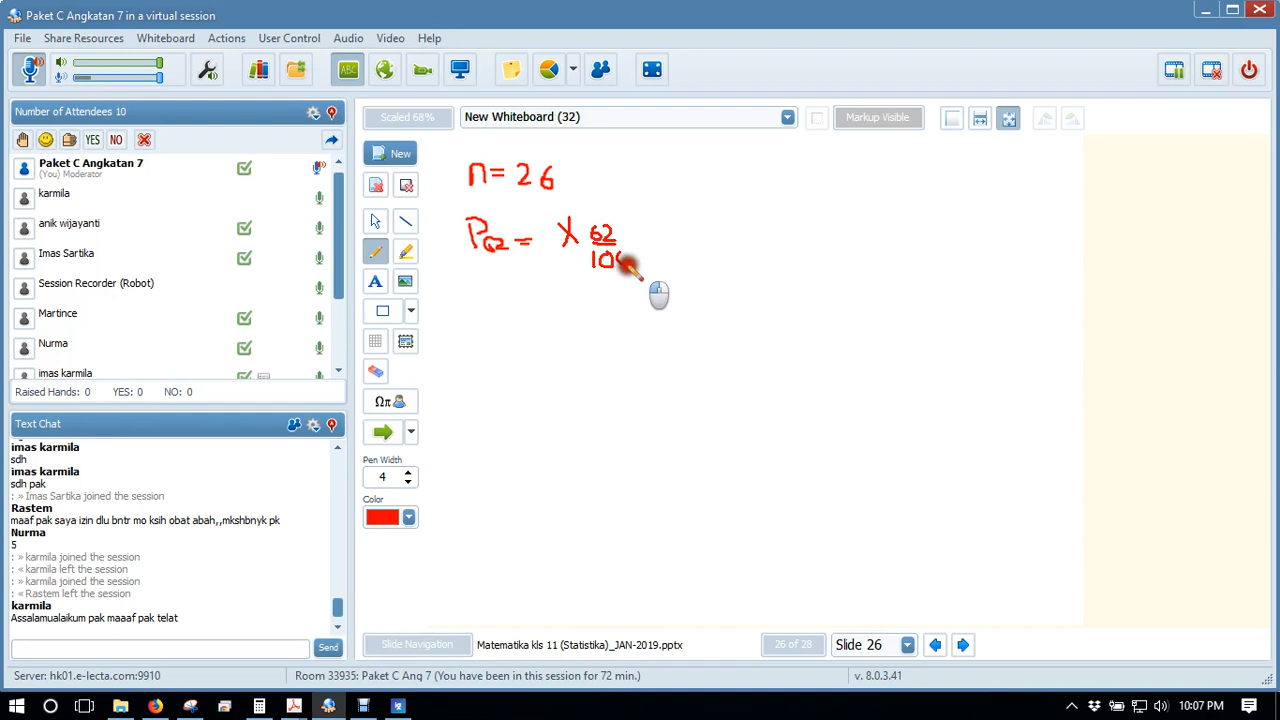 Paket C Angkatan 7 in a virtual session
File Share Resources Whiteboard Actions User Control Audio Video Help
ABC
Number of Attendees 10
YES NO
Paket C Angkatan 7
(You) Moderator
karmila
anik wijayanti
Imas Sartika
Session Recorder (Robot)
Martince
Nurma
imas karmila
Raised Hands: 0 YES: 0 NO: 0
Text Chat
imas karmila
sdh
imas karmila
sdh pak
: » Imas Sartika joined the session
Rastem
maaf pak saya izin dlu bntr mo ksih obat abah,,mkshbnyk pk
Nurma
5
: » karmila joined the session
: « karmila left the session
: » karmila joined the session
: « Rastem left the session
karmila
Assalamualaikum pak maaaf pak telat
Send
Scaled 68% New Whiteboard (32) Markup Visible
New
A
Ωπ
Pen Width
4
Color
n = 26
P62 = X 62
10
Slide Navigation Matematika kls 11 (Statistika)_JAN-2019.pptx 26 of 28 Slide 26
Server: hk01.e-lecta.com:9910 Room 33935: Paket C Ang 7 (You have been in this session for 72 min.) v. 8.0.3.41
10:07 PM